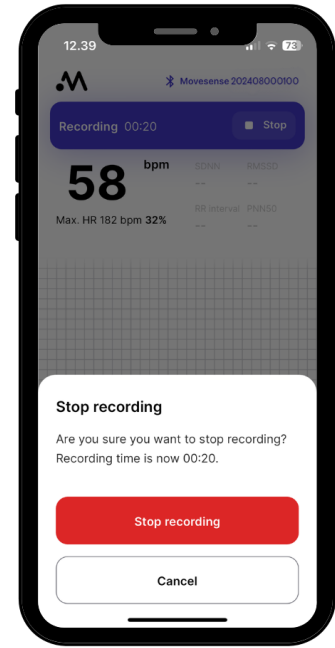 12.39
73
Movesense 202408000100
Recording 00:20
Stop
58 bpm
SDNN RMSSD
-- --
Max. HR 182 bpm 32%
RR interval PNN50
-- --
Stop recording
Are you sure you want to stop recording?
Recording time is now 00:20.
Stop recording
Cancel